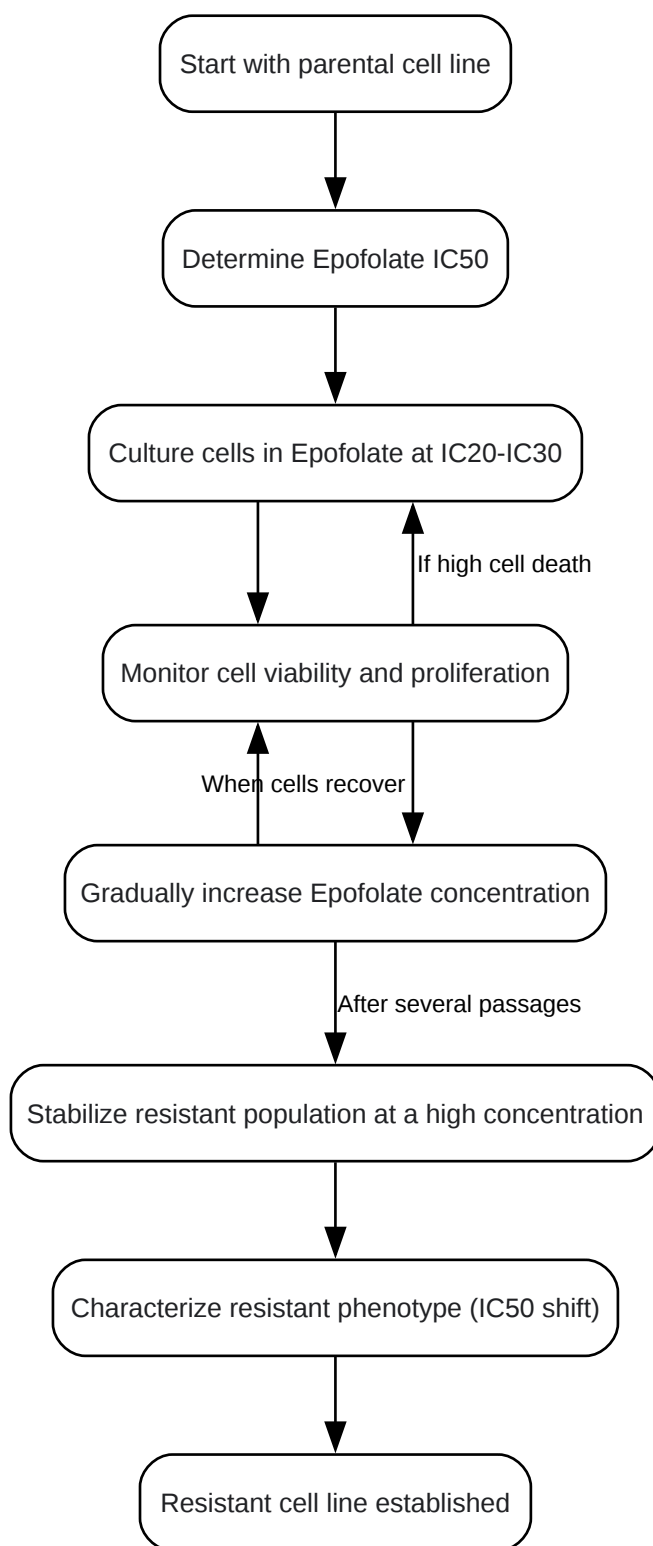 Start with parental cell line
Determine Epofolate IC50
Culture cells in Epofolate at IC20-IC30
If high cell death
Monitor cell viability and proliferation
When cells recover
Gradually increase Epofolate concentration
After several passages
Stabilize resistant population at a high concentration
Characterize resistant phenotype (IC50 shift)
Resistant cell line established